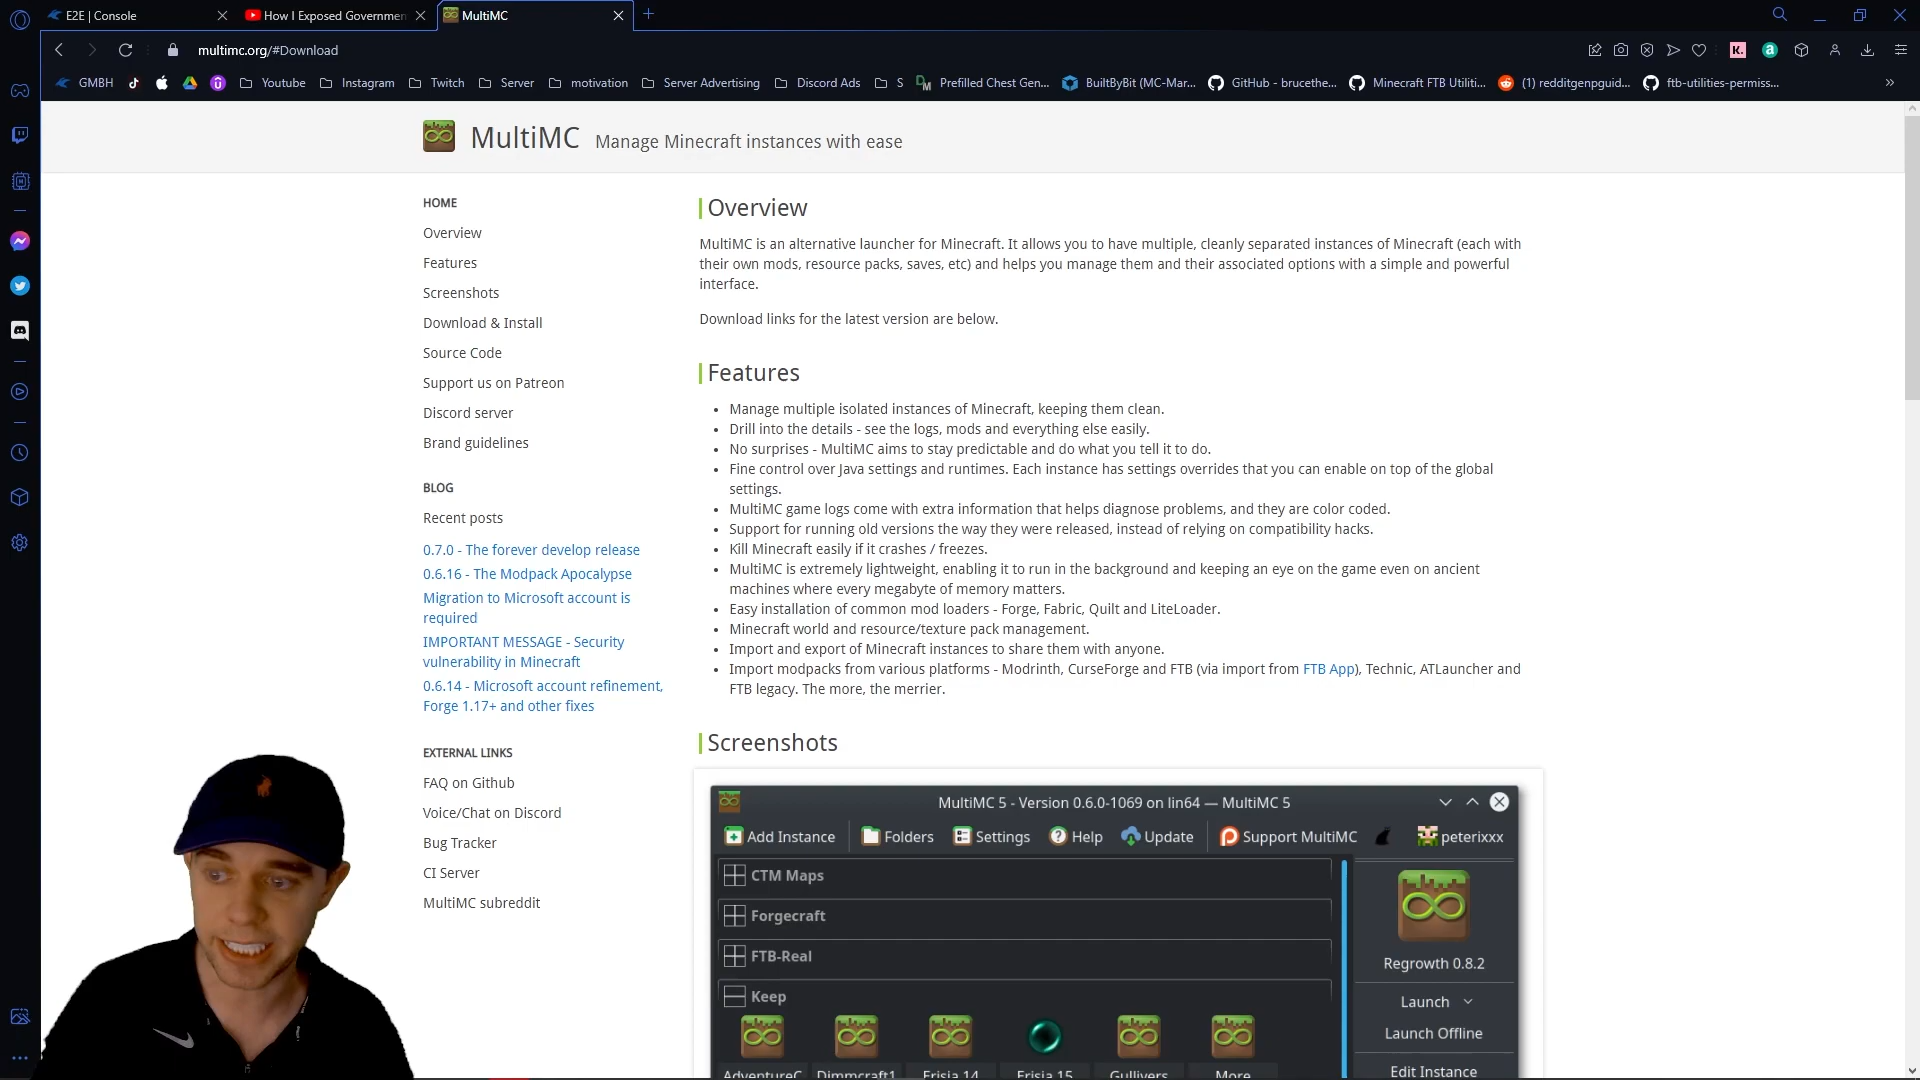 E2E | Console
How I Exposed Governmen
MultiMC
multimc.org/#Download
GMBH
Youtube
Instagram
Twitch
Server
motivation
Server Advertising
Discord Ads
S
Prefilled Chest Gen...
BuiltByBit (MC-Mar...
GitHub - brucethe...
Minecraft FTB Utiliti...
(1) redditgenpguid...
ftb-utilities-permiss...
MultiMC Manage Minecraft instances with ease
HOME
Overview
Features
Screenshots
Download & Install
Source Code
Support us on Patreon
Discord server
Brand guidelines
BLOG
Recent posts
0.7.0 - The forever develop release
0.6.16 - The Modpack Apocalypse
Migration to Microsoft account is
required
IMPORTANT MESSAGE - Security
vulnerability in Minecraft
0.6.14 - Microsoft account refinement,
Forge 1.17+ and other fixes
EXTERNAL LINKS
FAQ on Github
Voice/Chat on Discord
Bug Tracker
CI Server
MultiMC subreddit
Overview
MultiMC is an alternative launcher for Minecraft. It allows you to have multiple, cleanly separated instances of Minecraft (each with
their own mods, resource packs, saves, etc) and helps you manage them and their associated options with a simple and powerful
interface.
Download links for the latest version are below.
Features
• Manage multiple isolated instances of Minecraft, keeping them clean.
• Drill into the details - see the logs, mods and everything else easily.
• No surprises - MultiMC aims to stay predictable and do what you tell it to do.
• Fine control over Java settings and runtimes. Each instance has settings overrides that you can enable on top of the global
settings.
• MultiMC game logs come with extra information that helps diagnose problems, and they are color coded.
• Support for running old versions the way they were released, instead of relying on compatibility hacks.
• Kill Minecraft easily if it crashes / freezes.
• MultiMC is extremely lightweight, enabling it to run in the background and keeping an eye on the game even on ancient
machines where every megabyte of memory matters.
• Easy installation of common mod loaders - Forge, Fabric, Quilt and LiteLoader.
• Minecraft world and resource/texture pack management.
• Import and export of Minecraft instances to share them with anyone.
• Import modpacks from various platforms - Modrinth, CurseForge and FTB (via import from FTB App), Technic, ATLauncher and
FTB legacy. The more, the merrier.
Screenshots
MultiMC 5 - Version 0.6.0-1069 on lin64 — MultiMC 5
Add Instance
Folders
Settings
Help
Update
Support MultiMC
peterixxx
CTM Maps
Forgecraft
FTB-Real
Keep
AdventureC
Dimmcraft1
Erisia 14
Erisia 15
Gullivers
More
Regrowth 0.8.2
Launch
Launch Offline
Edit Instance